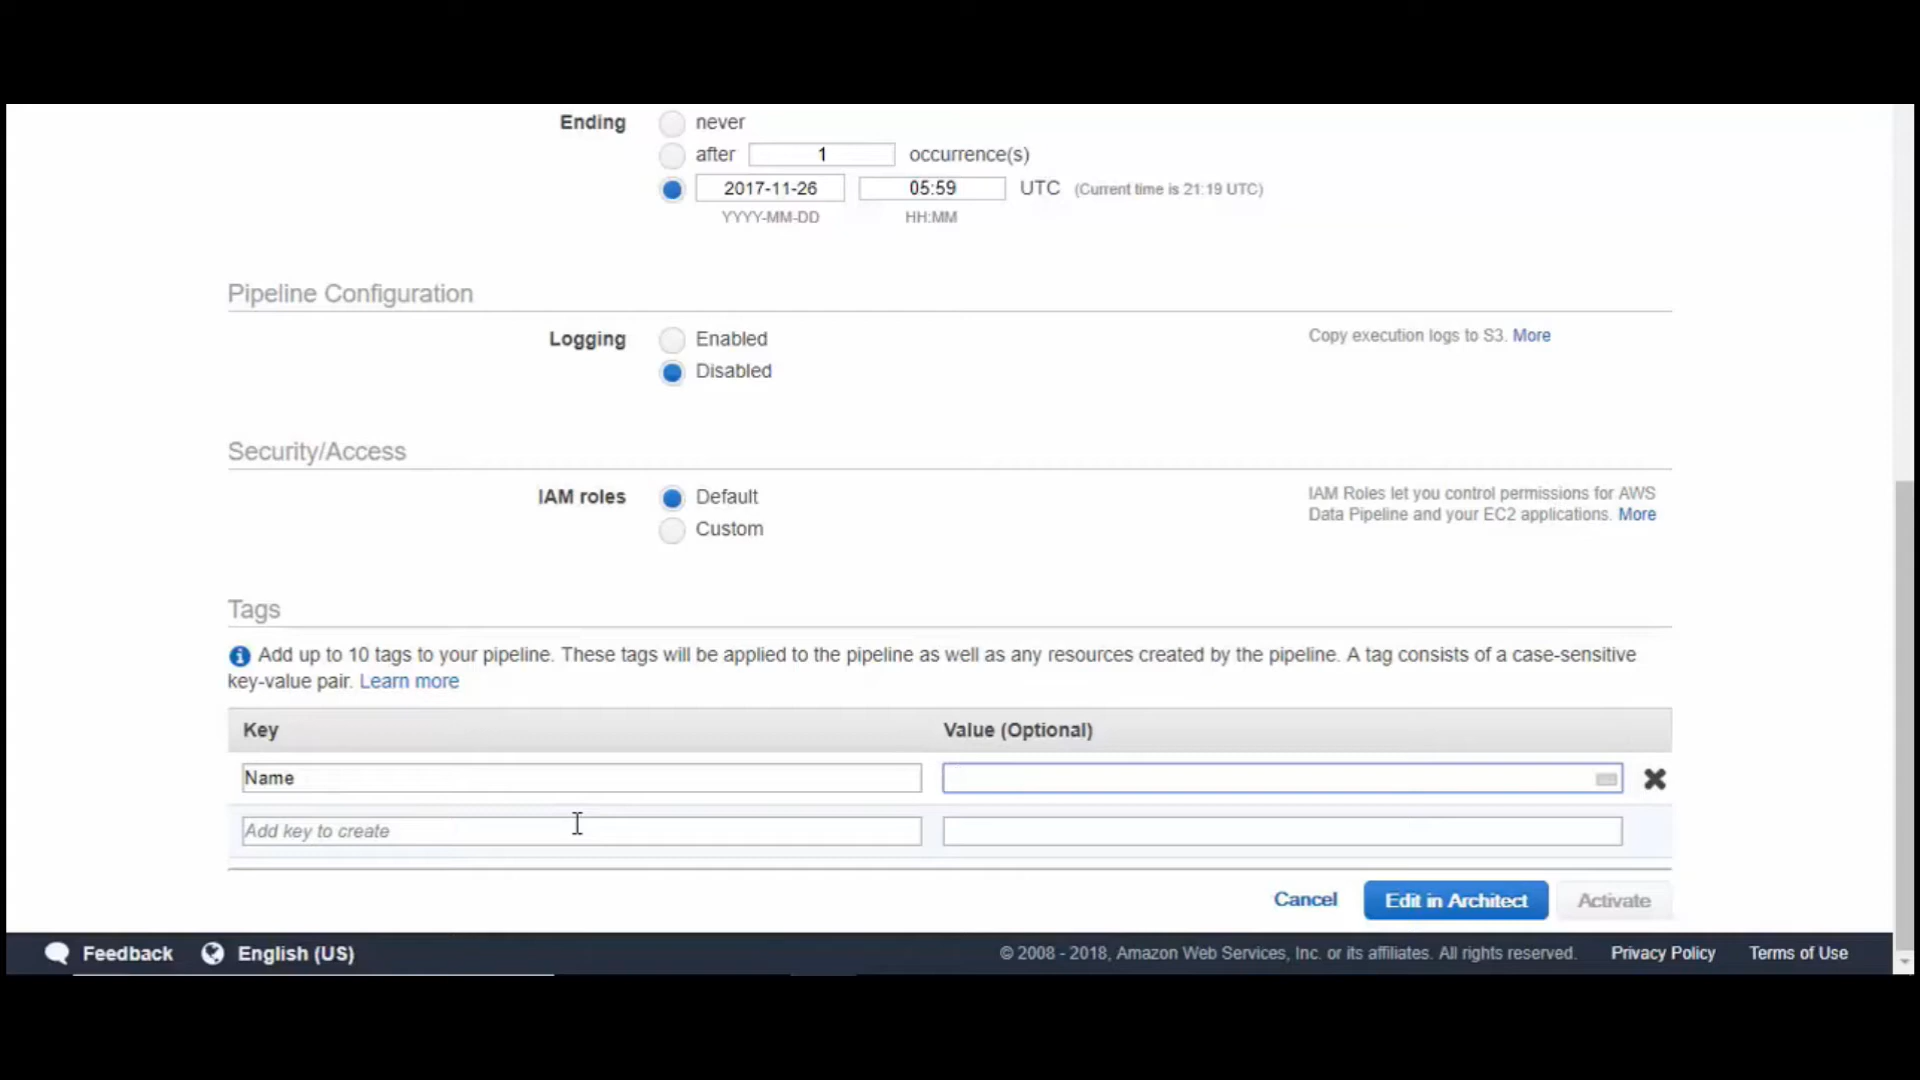 Ending never
after 1 occurrence(s)
2017-11-26 05:59 UTC (Current time is 21:19 UTC)
YYYY-MM-DD HH:MM
Pipeline Configuration
Logging Enabled Copy execution logs to S3. More
Disabled
Security/Access
IAM roles Default
Custom
IAM Roles let you control permissions for AWS
Data Pipeline and your EC2 applications. More
Tags
Add up to 10 tags to your pipeline. These tags will be applied to the pipeline as well as any resources created by the pipeline. A tag consists of a case-sensitive
key-value pair. Learn more
Key Value (Optional)
Name
Add key to create
Cancel Edit in Architect Activate
Feedback English (US) © 2008 - 2018, Amazon Web Services, Inc. or its affiliates. All rights reserved. Privacy Policy Terms of Use